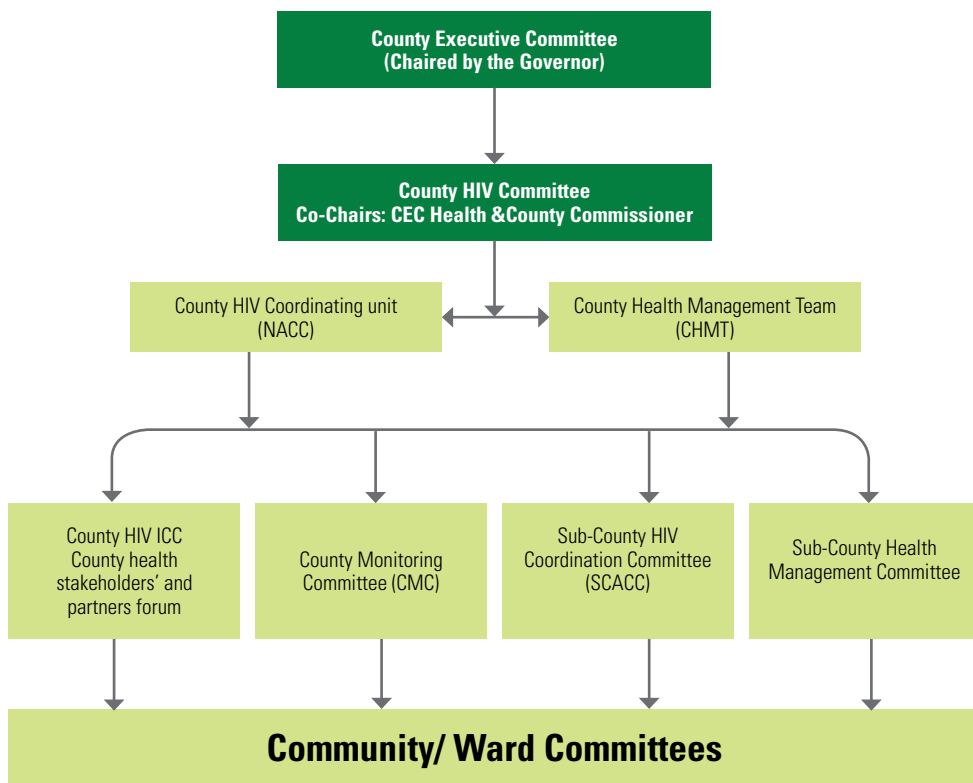 County Executive Committee
(Chaired by the Governor)
County HIV Committee
Co-Chairs: CEC Health &County Commissioner
County HIV Coordinating unit
(NACC)
County Health Management Team
(CHMT)
County HIV ICC
County health
stakeholders’ and
partners forum
County Monitoring
Committee (CMC)
Sub-County HIV
Coordination Committee
(SCACC)
Sub-County Health
Management Committee
Community/ Ward Committees